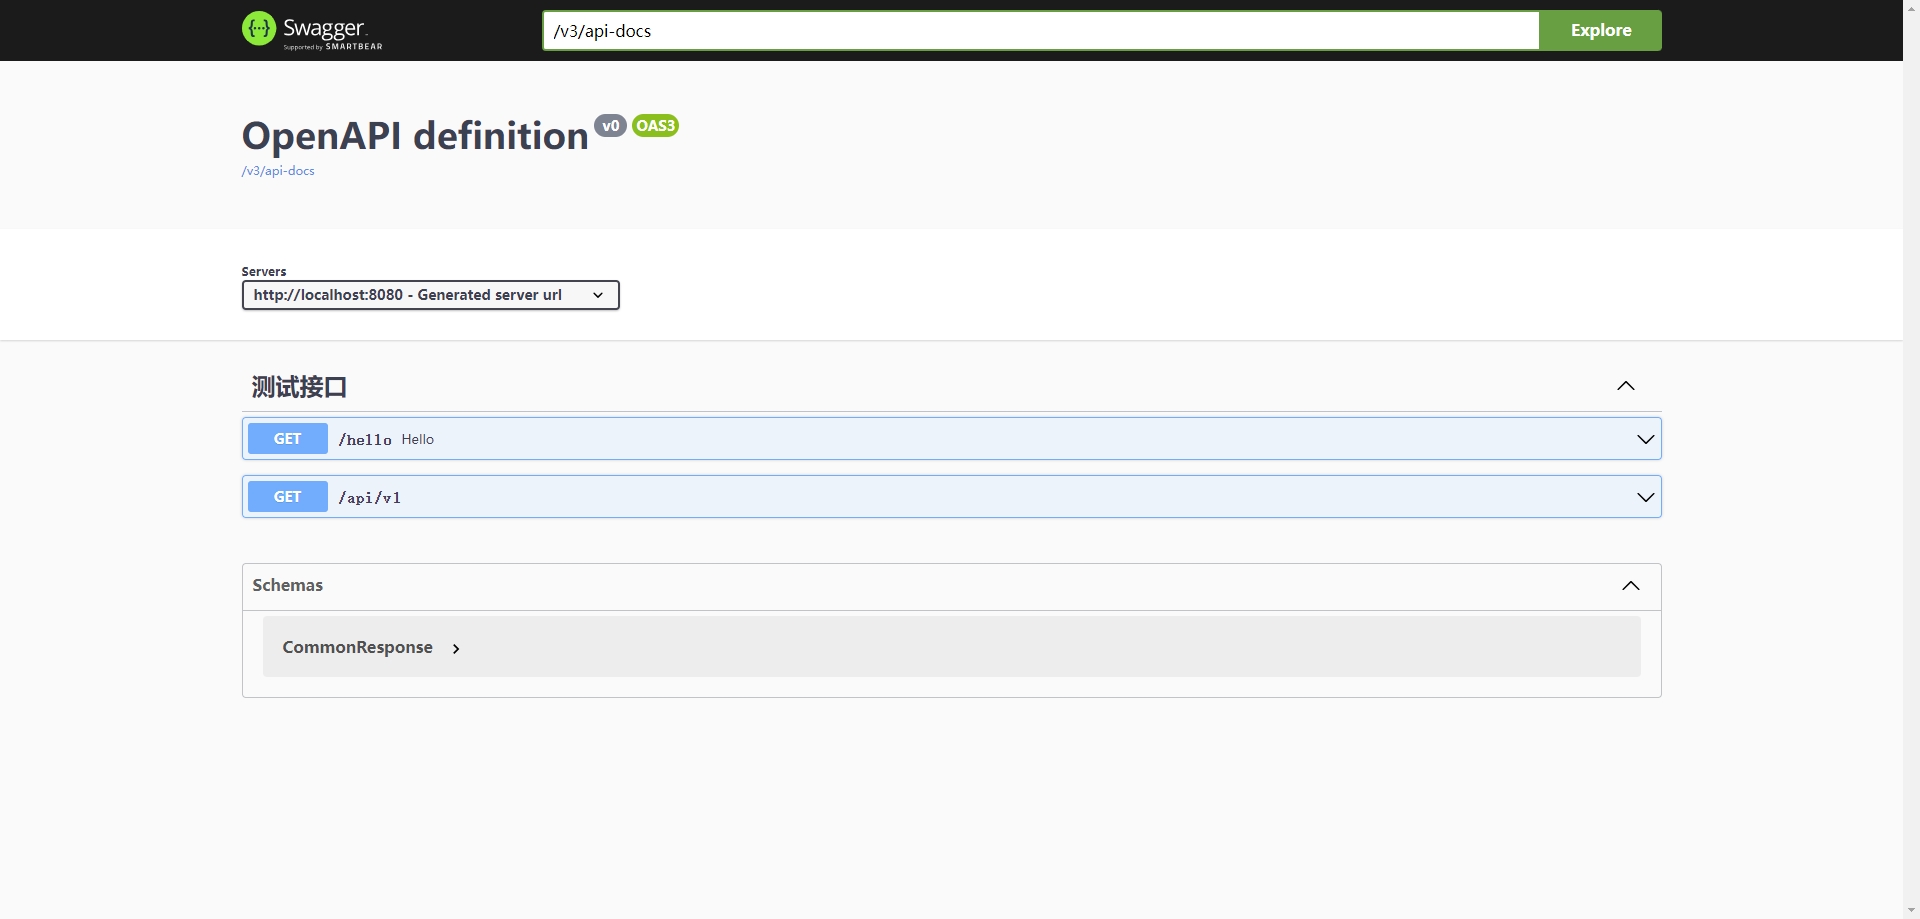 Swagger
Supported by SMARTBEAR
/v3/api-docs
Explore
OpenAPI definition v0 OAS3
/v3/api-docs
Servers
http://localhost:8080 - Generated server url
测试接口
GET /hello Hello
GET /api/v1
Schemas
CommonResponse